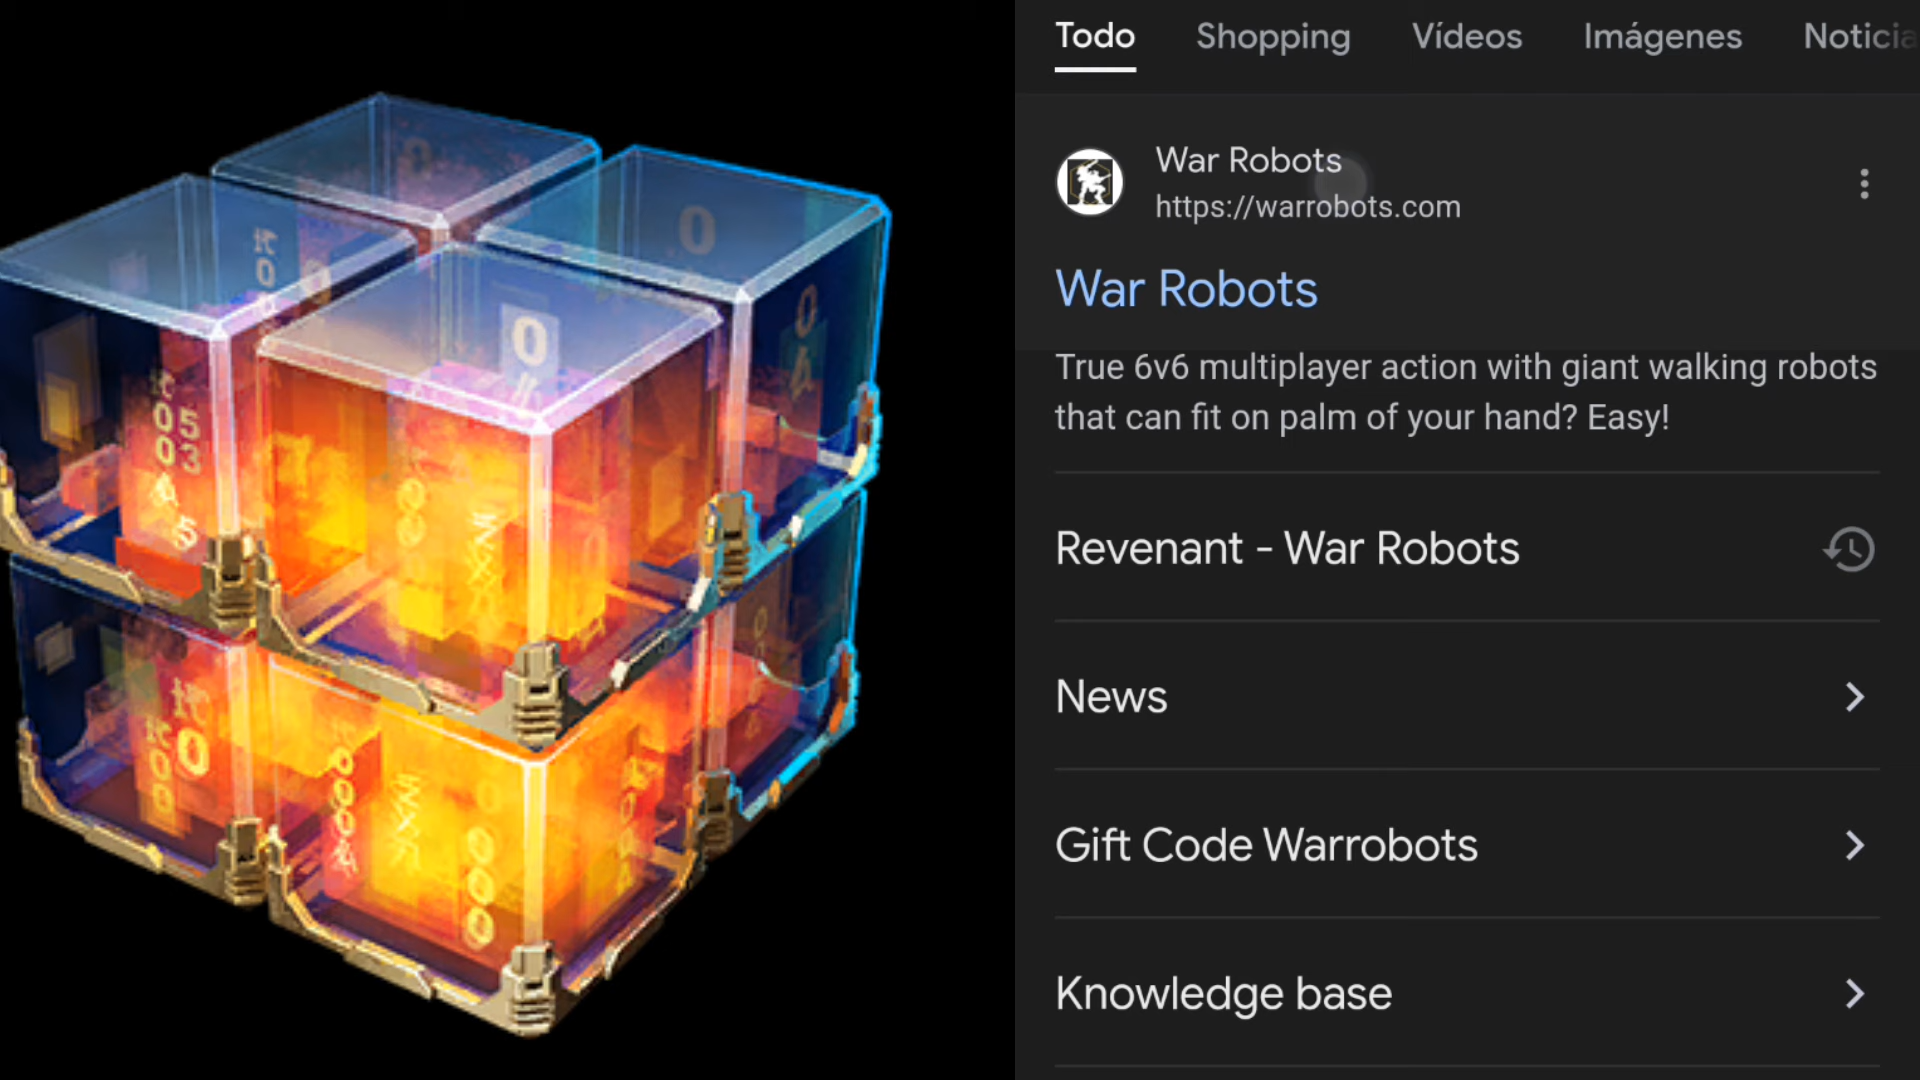 Todo Shopping Vídeos Imágenes Noticia
War Robots
https://warrobots.com
War Robots
True 6v6 multiplayer action with giant walking robots
that can fit on palm of your hand? Easy!
Revenant - War Robots
News
Gift Code Warrobots
Knowledge base